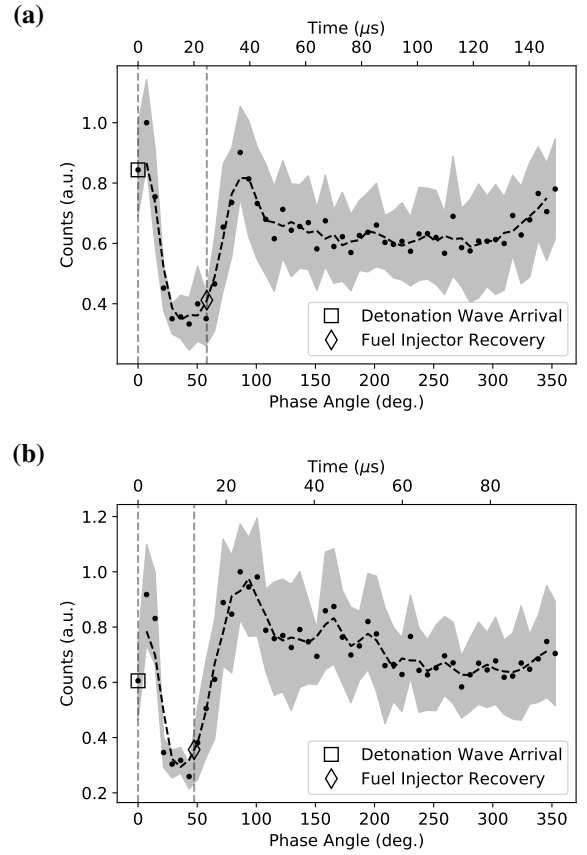 (a)
Time (μs)
0 20 40 60 80 100 120 140
1.0
0.8
0.6
0.4
Counts (a.u.)
Detonation Wave Arrival
Fuel Injector Recovery
0 50 100 150 200 250 300 350
Phase Angle (deg.)
(b)
Time (μs)
0 20 40 60 80
1.2
1.0
0.8
0.6
0.4
0.2
Counts (a.u.)
Detonation Wave Arrival
Fuel Injector Recovery
0 50 100 150 200 250 300 350
Phase Angle (deg.)